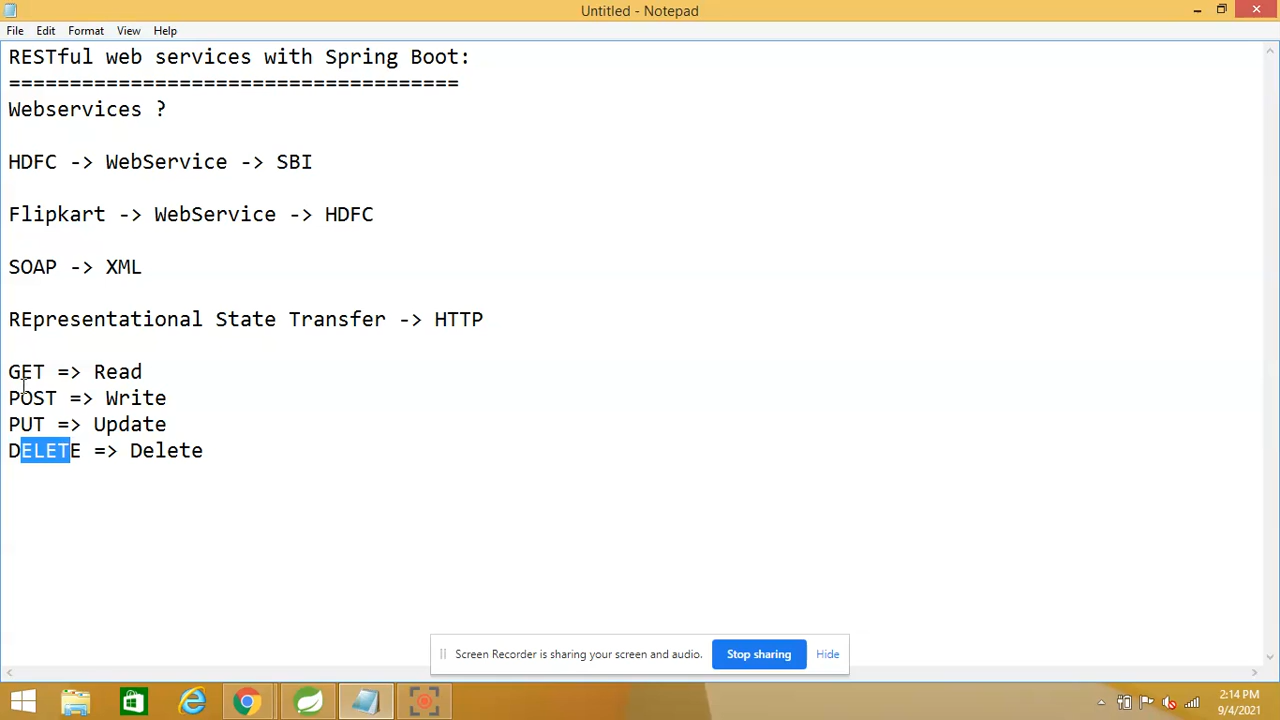 Untitled - Notepad
File Edit Format View Help
RESTful web services with Spring Boot:
=====================================
Webservices ?
HDFC -> WebService -> SBI
Flipkart -> WebService -> HDFC
SOAP -> XML
REpresentational State Transfer -> HTTP
GET => Read
POST => Write
PUT => Update
DELETE => Delete
Screen Recorder is sharing your screen and audio. Stop sharing Hide
2:14 PM
9/4/2021